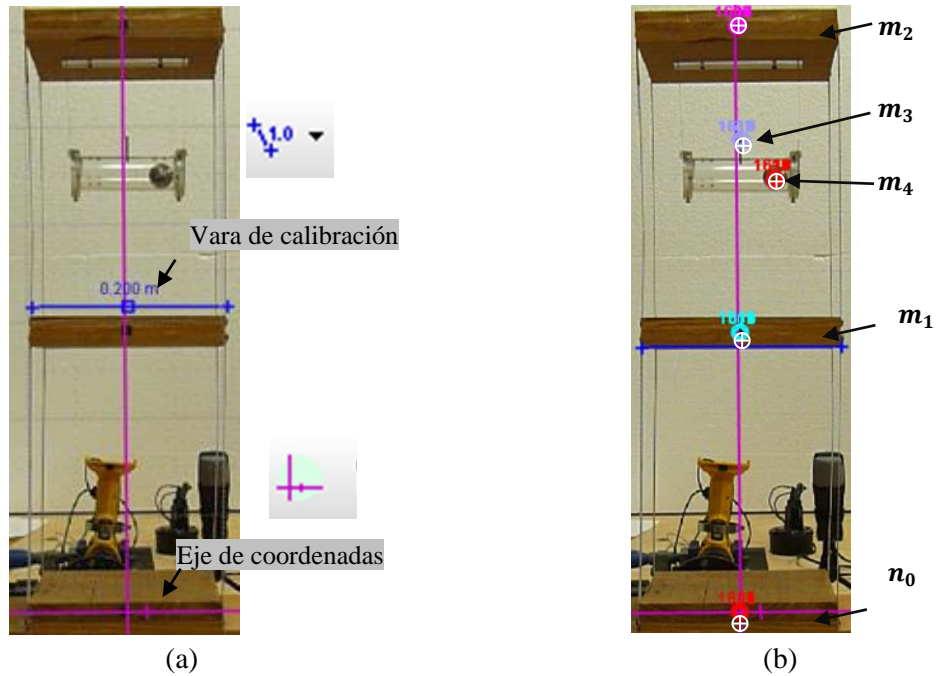 1.0
Vara de calibración
0.200 m
Eje de coordenadas
(a)
m₂
m₃
m₄
m₁
n₀
(b)